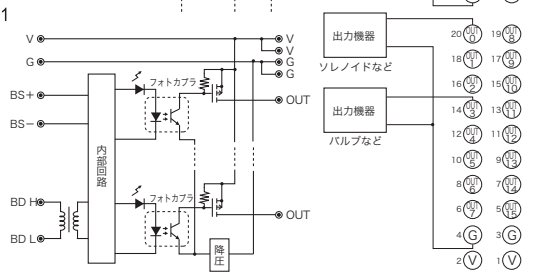 1
V V
V
G G
G
BS+
BS−
フォトカプラ
OUT
内部回路
BD H
BD L
フォトカプラ
OUT
降圧
出力機器
ソレノイドなど
出力機器
バルブなど
20 OUT 0 19 OUT 8
18 OUT 1 17 OUT 9
16 OUT 2 15 OUT 10
14 OUT 3 13 OUT 11
12 OUT 4 11 OUT 12
10 OUT 5 9 OUT 13
8 OUT 6 7 OUT 14
6 OUT 7 5 OUT 15
4 G 3 G
2 V 1 V